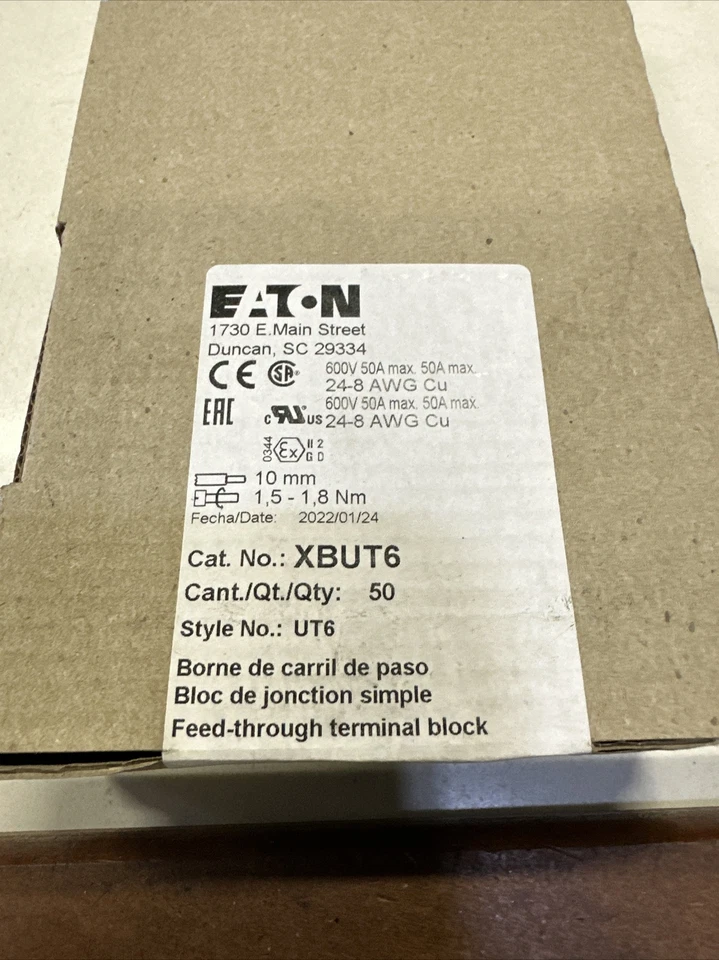 EATON
1730 E.Main Street
Duncan, SC 29334
CE SA® 600V 50A max. 50A max.
24-8 AWG Cu
EAC c UR US 600V 50A max. 50A max.
24-8 AWG Cu
0344 Ex II 2
G D
10 mm
1,5 - 1,8 Nm
Fecha/Date: 2022/01/24
Cat. No.: XBUT6
Cant./Qt./Qty: 50
Style No.: UT6
Borne de carril de paso
Bloc de jonction simple
Feed-through terminal block